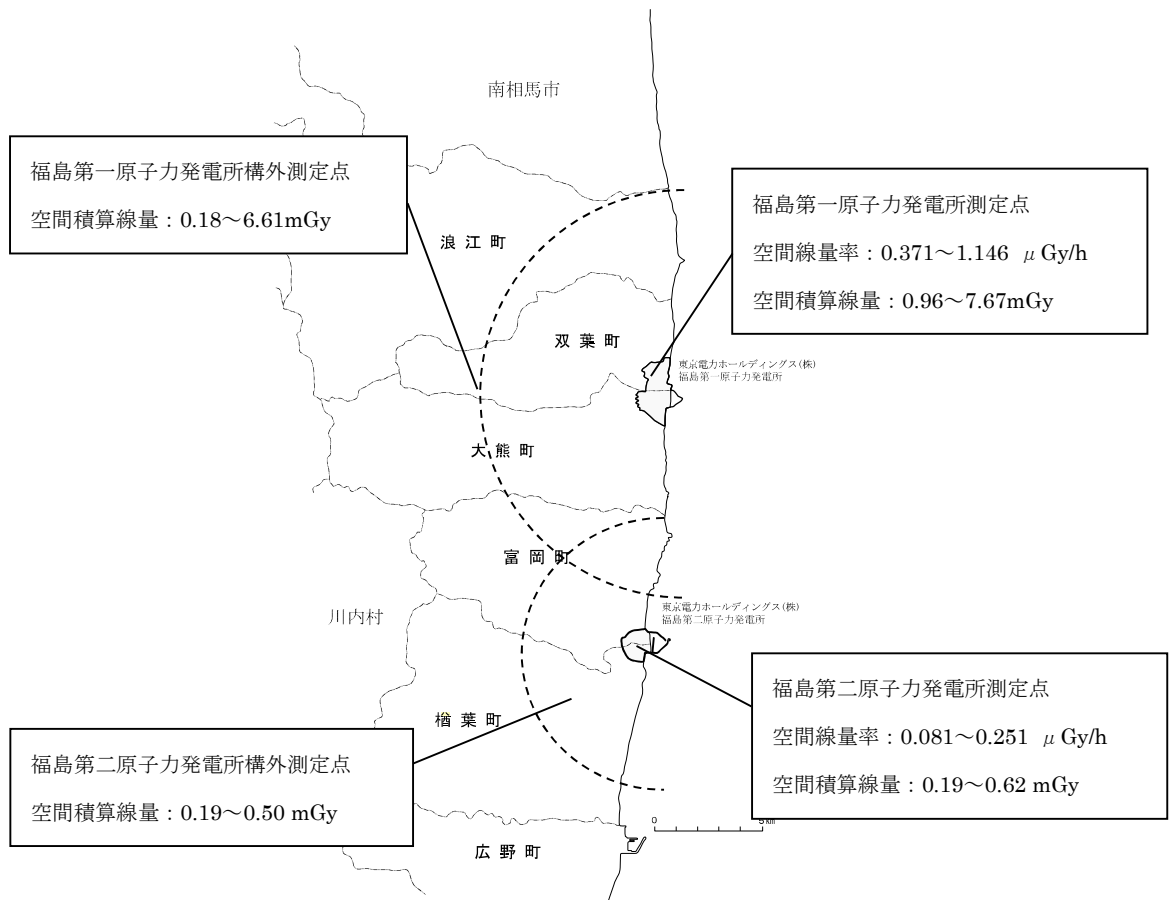 南相馬市
福島第一原子力発電所構外測定点
空間積算線量：0.18～6.61mGy
福島第一原子力発電所測定点
空間線量率：0.371～1.146 μGy/h
空間積算線量：0.96～7.67mGy
浪江町
双葉町
東京電力ホールディングス(株)
福島第一原子力発電所
大熊町
富岡町
川内村
東京電力ホールディングス(株)
福島第二原子力発電所
福島第二原子力発電所測定点
空間線量率：0.081～0.251 μGy/h
空間積算線量：0.19～0.62 mGy
楢葉町
福島第二原子力発電所構外測定点
空間積算線量：0.19～0.50 mGy
0 5km
広野町